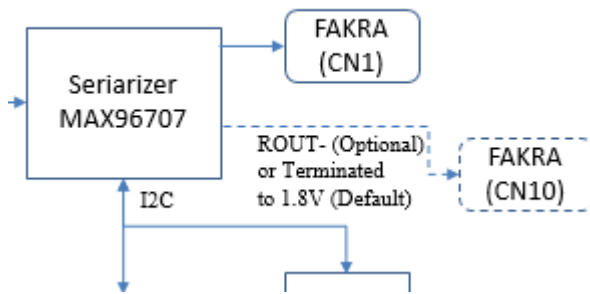 FAKRA
(CN1)
Seriarizer
MAX96707
ROUT- (Optional)
or Terminated
to 1.8V (Default)
FAKRA
(CN10)
I2C